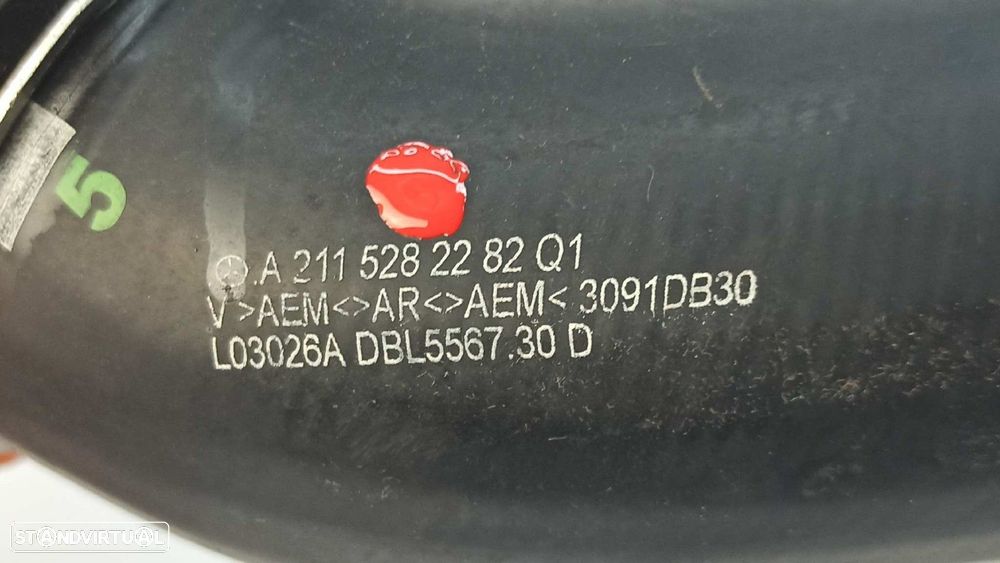 5
.A 211 528 22 82 Q1
V >AEM<>AR<>AEM< 3091DB30
L03026A DBL5567.30 D
STANDVIRTUAL